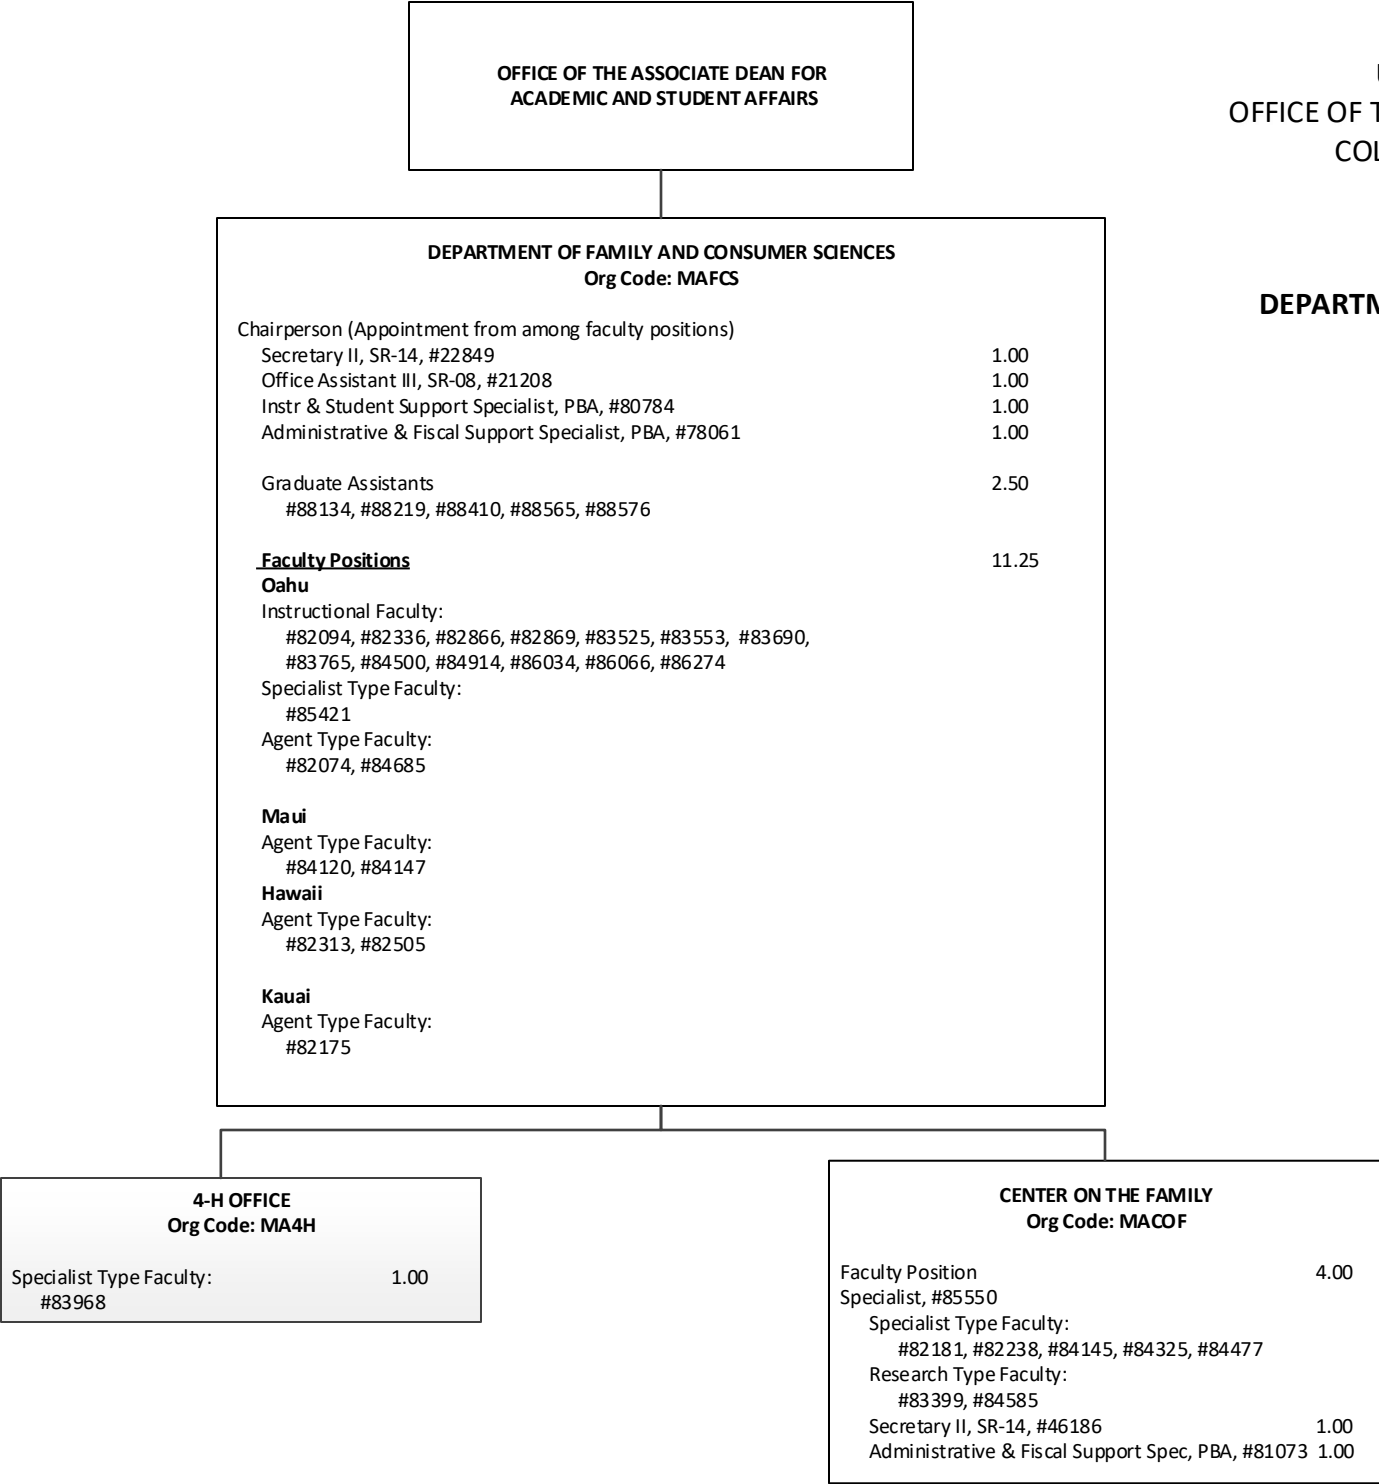 OFFICE OF THE ASSOCIATE DEAN FOR
ACADEMIC AND STUDENT AFFAIRS
OFFICE OF
DEPARTMENT OF FAMILY AND CONSUMER SCIENCES
Org Code: MAFCS
Chairperson (Appointment from among faculty positions)
Secretary II, SR-14, #22849 1.00
Office Assistant III, SR-08, #21208 1.00
Instr & Student Support Specialist, PBA, #80784 1.00
Administrative & Fiscal Support Specialist, PBA, #78061 1.00
Graduate Assistants 2.50
#88134, #88219, #88410, #88565, #88576
Faculty Positions 11.25
Oahu
Instructional Faculty:
#82094, #82336, #82866, #82869, #83525, #83553, #83690,
#83765, #84500, #84914, #86034, #86066, #86274
Specialist Type Faculty:
#85421
Agent Type Faculty:
#82074, #84685
Maui
Agent Type Faculty:
#84120, #84147
Hawaii
Agent Type Faculty:
#82313, #82505
Kauai
Agent Type Faculty:
#82175
4-H OFFICE
Org Code: MA4H
Specialist Type Faculty: 1.00
#83968
CENTER ON THE FAMILY
Org Code: MACOF
Faculty Position 4.00
Specialist, #85550
Specialist Type Faculty:
#82181, #82238, #84145, #84325, #84477
Research Type Faculty:
#83399, #84585
Secretary II, SR-14, #46186 1.00
Administrative & Fiscal Support Spec, PBA, #81073 1.00